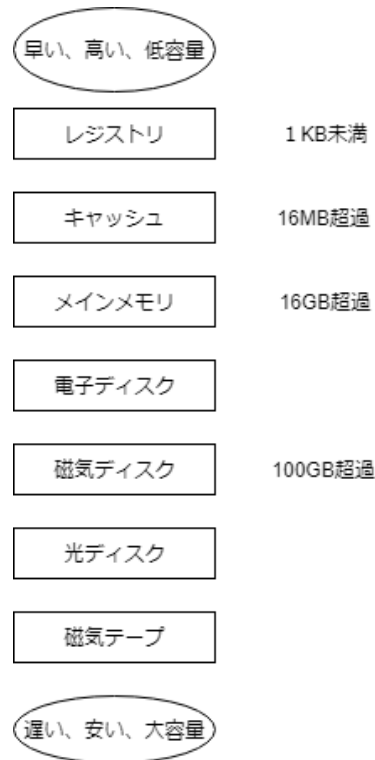 早い、高い、低容量
レジストリ
1 KB未満
キャッシュ
16MB超過
メインメモリ
16GB超過
電子ディスク
磁気ディスク
100GB超過
光ディスク
磁気テープ
遅い、安い、大容量